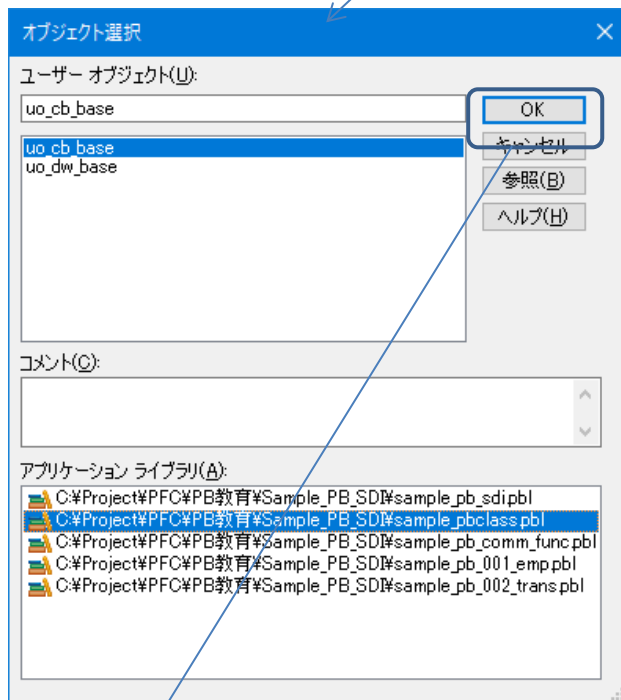 オブジェクト選択
ユーザー オブジェクト(U):
uo_cb_base
OK
uo_cb_base
uo_dw_base
キャンセル
参照(B)
ヘルプ(H)
コメント(C):
アプリケーション ライブラリ(A):
C:¥Project¥PFC¥PB教育¥Sample_PB_SDI¥sample_pb_sdi.pbl
C:¥Project¥PFC¥PB教育¥Sample_PB_SDI¥sample_pbclass.pbl
C:¥Project¥PFC¥PB教育¥Sample_PB_SDI¥sample_pb_comm_func.pbl
C:¥Project¥PFC¥PB教育¥Sample_PB_SDI¥sample_pb_001_emp.pbl
C:¥Project¥PFC¥PB教育¥Sample_PB_SDI¥sample_pb_002_trans.pbl